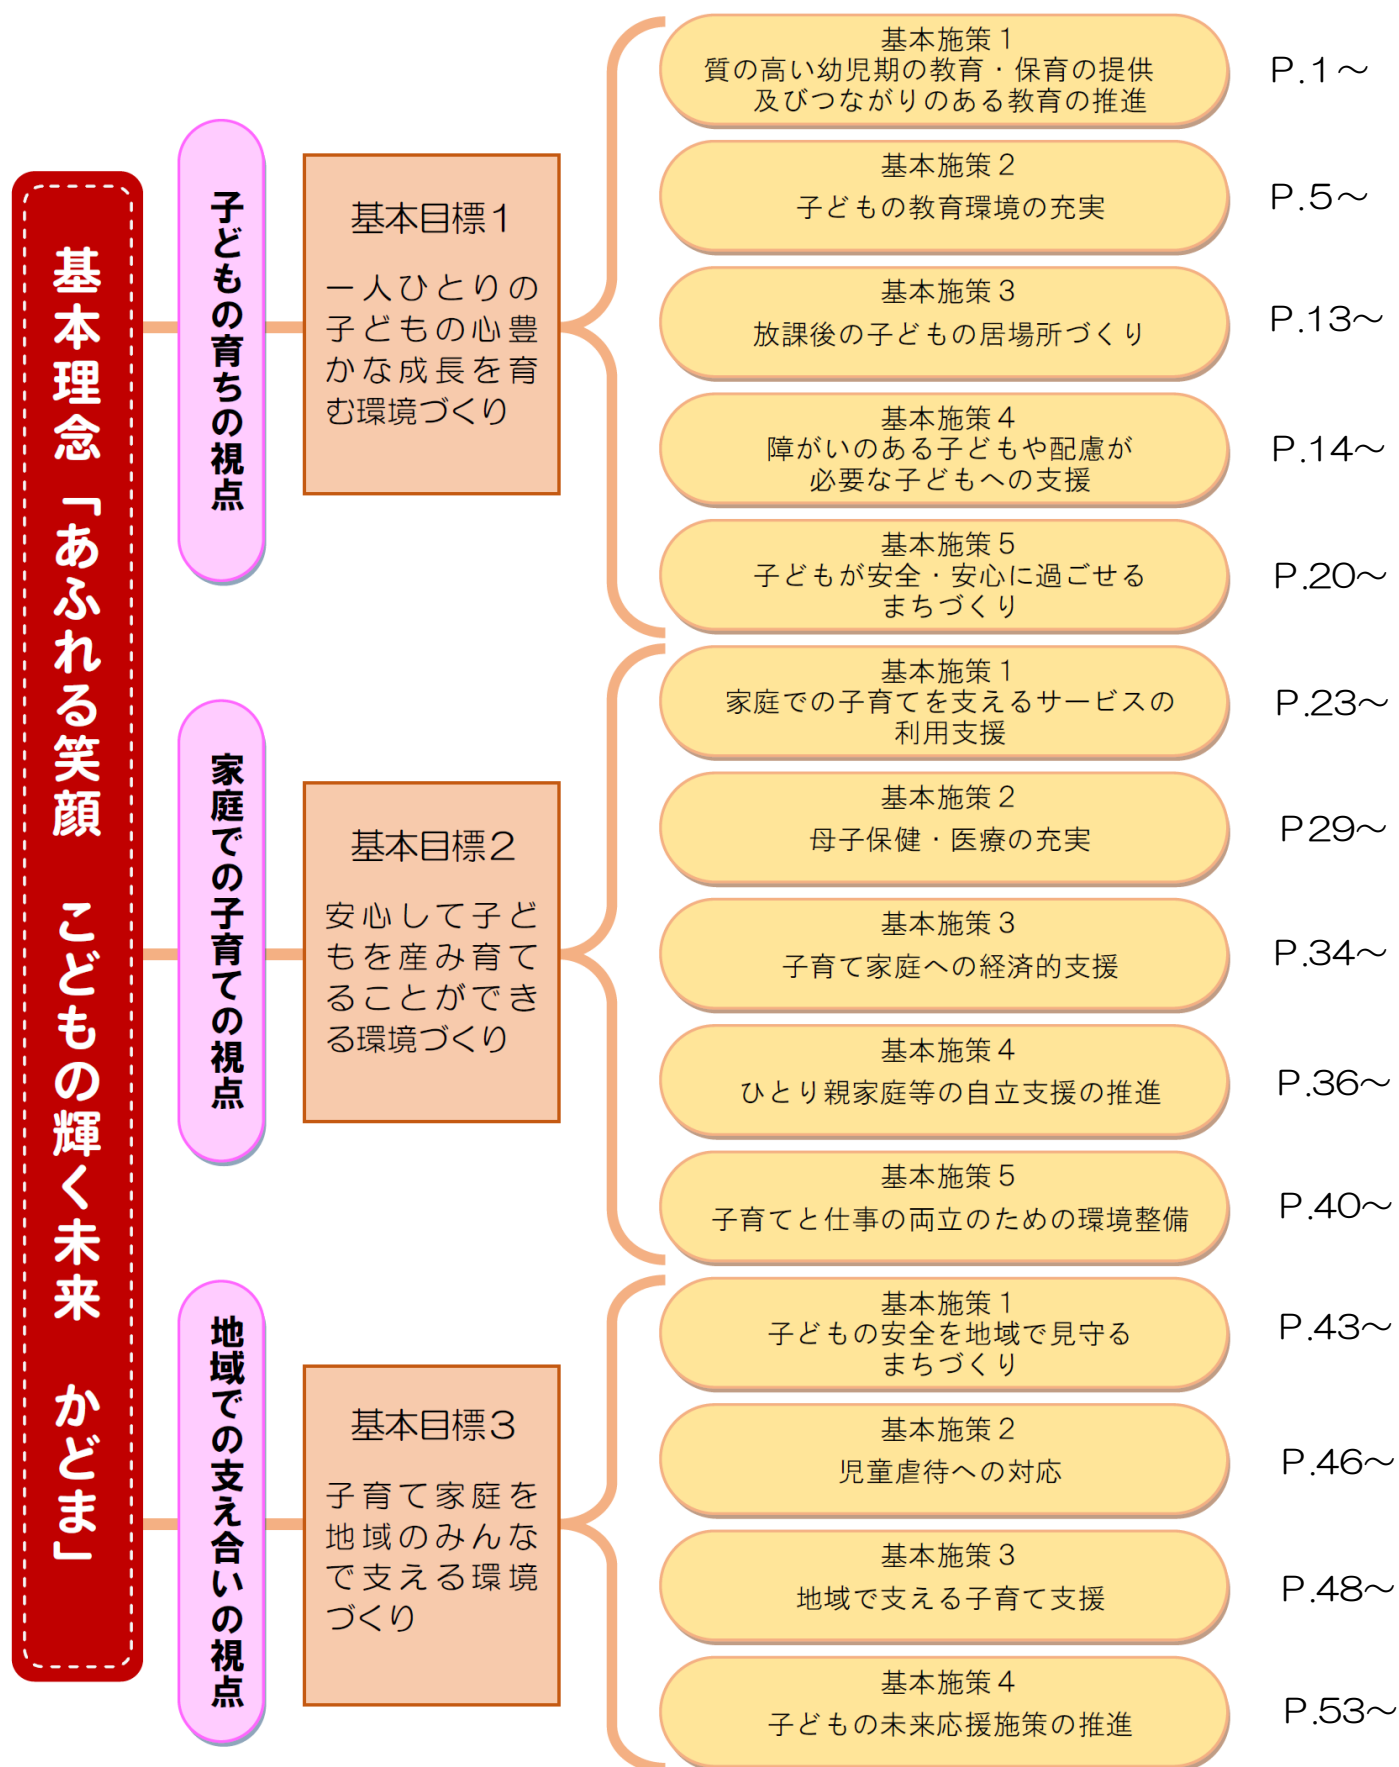 基本理念「あふれる笑顔　こどもの輝く未来　かどま」
子どもの育ちの視点
基本目標１
一人ひとりの
子どもの心豊
かな成長を育
む環境づくり
基本施策１
質の高い幼児期の教育・保育の提供
及びつながりのある教育の推進
P.1～
基本施策２
子どもの教育環境の充実
P.5～
基本施策３
放課後の子どもの居場所づくり
P.13～
基本施策４
障がいのある子どもや配慮が
必要な子どもへの支援
P.14～
基本施策５
子どもが安全・安心に過ごせる
まちづくり
P.20～
家庭での子育ての視点
基本目標２
安心して子ど
もを産み育て
ることができ
る環境づくり
基本施策１
家庭での子育てを支えるサービスの
利用支援
P.23～
基本施策２
母子保健・医療の充実
P29～
基本施策３
子育て家庭への経済的支援
P.34～
基本施策４
ひとり親家庭等の自立支援の推進
P.36～
基本施策５
子育てと仕事の両立のための環境整備
P.40～
地域での支え合いの視点
基本目標３
子育て家庭を
地域のみんな
で支える環境
づくり
基本施策１
子どもの安全を地域で見守る
まちづくり
P.43～
基本施策２
児童虐待への対応
P.46～
基本施策３
地域で支える子育て支援
P.48～
基本施策４
子どもの未来応援施策の推進
P.53～